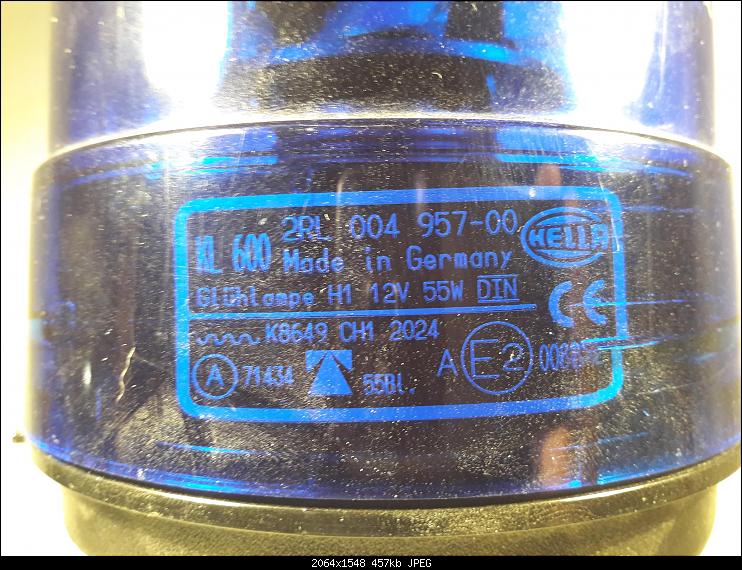 2RL 004 957-00
HELLA
KL 600 Made in Germany
Glühlampe H1 12V 55W DIN
CE
K8649 CH1 2024
A 71434 55Bl.
A E2
2064x1548 457kb JPEG